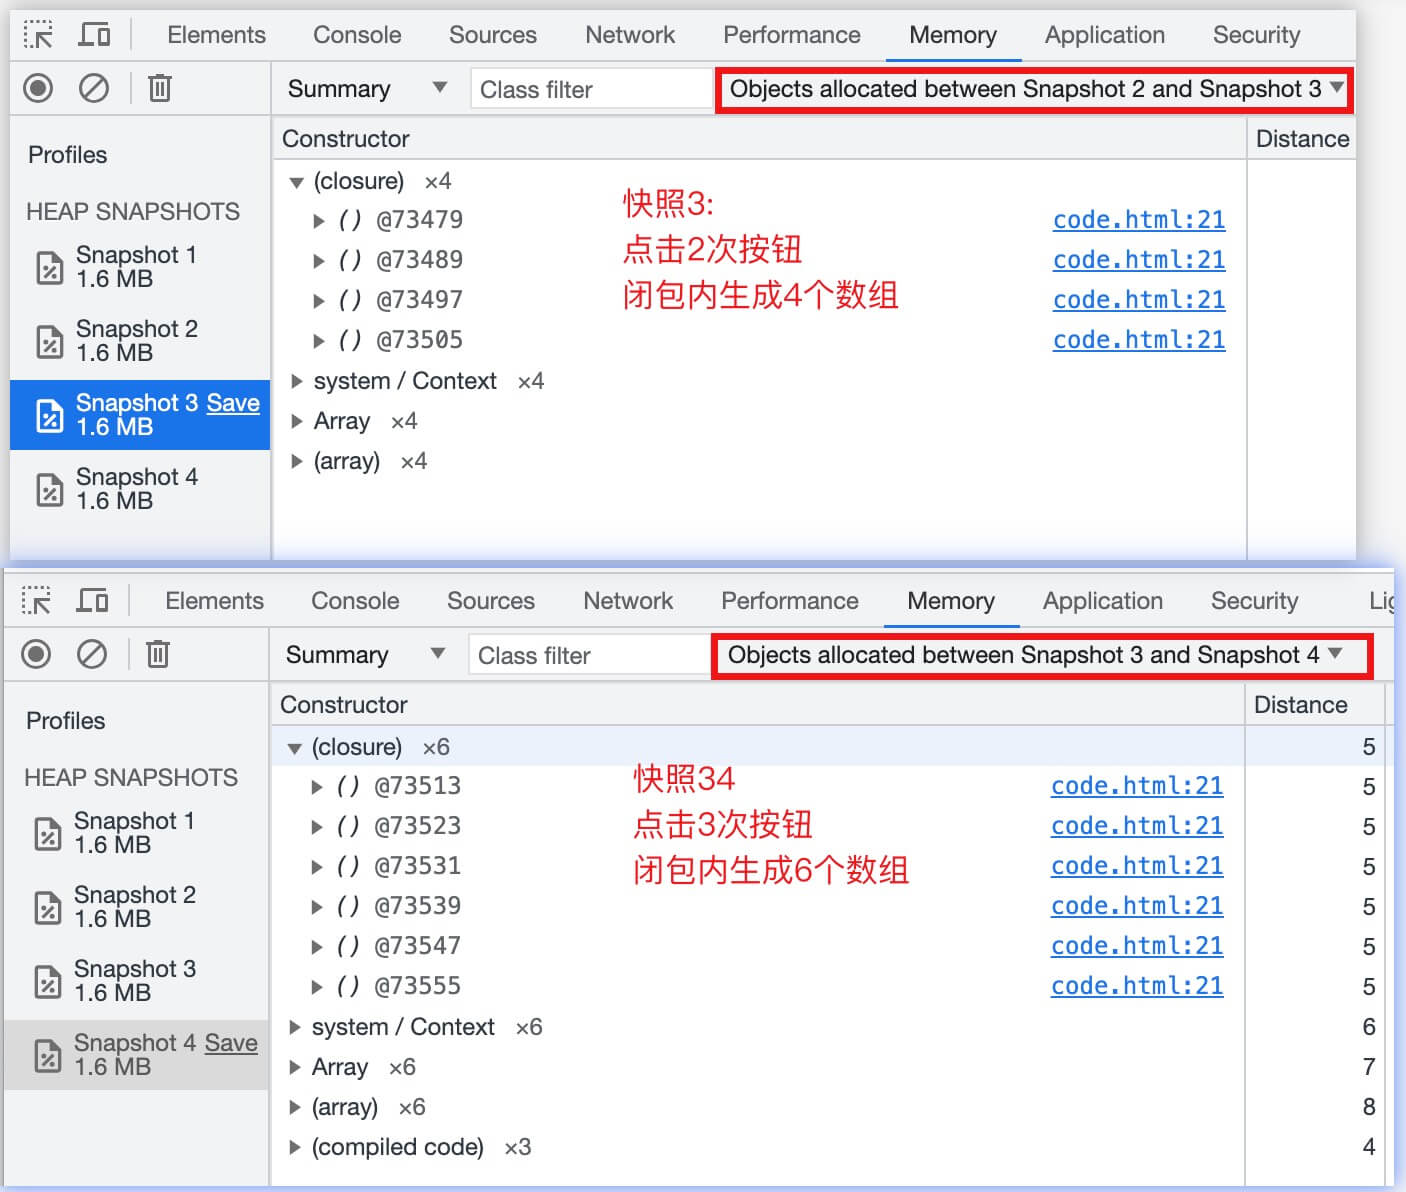 Elements Console Sources Network Performance Memory Application Security
Summary Class filter Objects allocated between Snapshot 2 and Snapshot 3
Profiles Constructor Distance
HEAP SNAPSHOTS
Snapshot 1
1.6 MB
Snapshot 2
1.6 MB
Snapshot 3 Save
1.6 MB
Snapshot 4
1.6 MB
(closure) ×4
() @73479 code.html:21
() @73489 code.html:21
() @73497 code.html:21
() @73505 code.html:21
system / Context ×4
Array ×4
(array) ×4
快照3:
点击2次按钮
闭包内生成4个数组
Elements Console Sources Network Performance Memory Application Security Lig
Summary Class filter Objects allocated between Snapshot 3 and Snapshot 4
Profiles Constructor Distance
HEAP SNAPSHOTS
Snapshot 1
1.6 MB
Snapshot 2
1.6 MB
Snapshot 3
1.6 MB
Snapshot 4 Save
1.6 MB
(closure) ×6 5
() @73513 code.html:21 5
() @73523 code.html:21 5
() @73531 code.html:21 5
() @73539 code.html:21 5
() @73547 code.html:21 5
() @73555 code.html:21 5
system / Context ×6 6
Array ×6 7
(array) ×6 8
(compiled code) ×3 4
快照34
点击3次按钮
闭包内生成6个数组